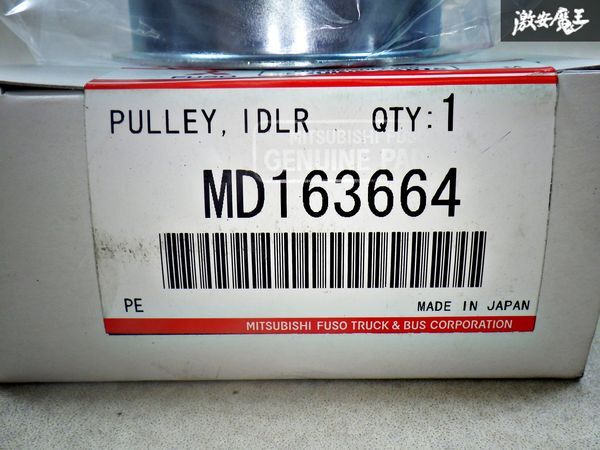 激安魔王
PULLEY, IDLR QTY:1
MITSUBISHI FUSO
GENUINE PA
MD163664
PE MADE IN JAPAN
MITSUBISHI FUSO TRUCK & BUS CORPORATION